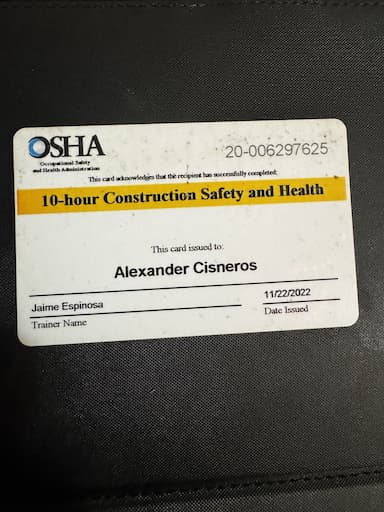 OSHA
Occupational Safety
and Health Administration
20-006297625
This card acknowledges that the recipient has successfully completed:
10-hour Construction Safety and Health
This card issued to:
Alexander Cisneros
Jaime Espinosa
11/22/2022
Trainer Name
Date Issued